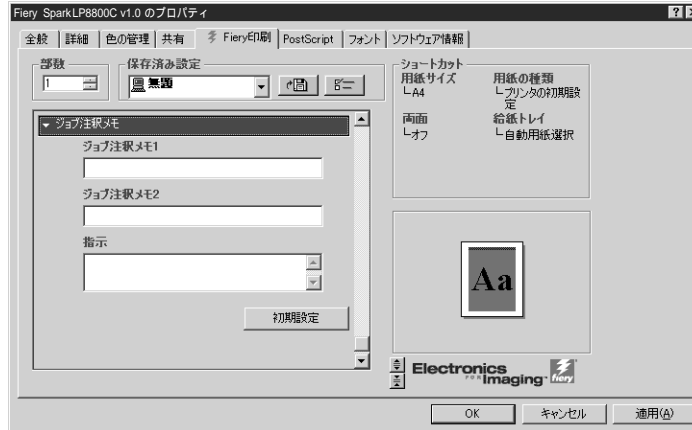 Fiery SparkLP8800C v1.0 のプロパティ
全般 詳細 色の管理 共有 Fiery印刷 PostScript フォント ソフトウェア情報
部数
1
保存済み設定
無題
ショートカット
用紙サイズ
A4
用紙の種類
プリンタの初期設定
両面
オフ
給紙トレイ
自動用紙選択
ジョブ注釈メモ
ジョブ注釈メモ1
ジョブ注釈メモ2
指示
初期設定
Aa
Electronics
FOR Imaging
fiery
OK キャンセル 適用(A)